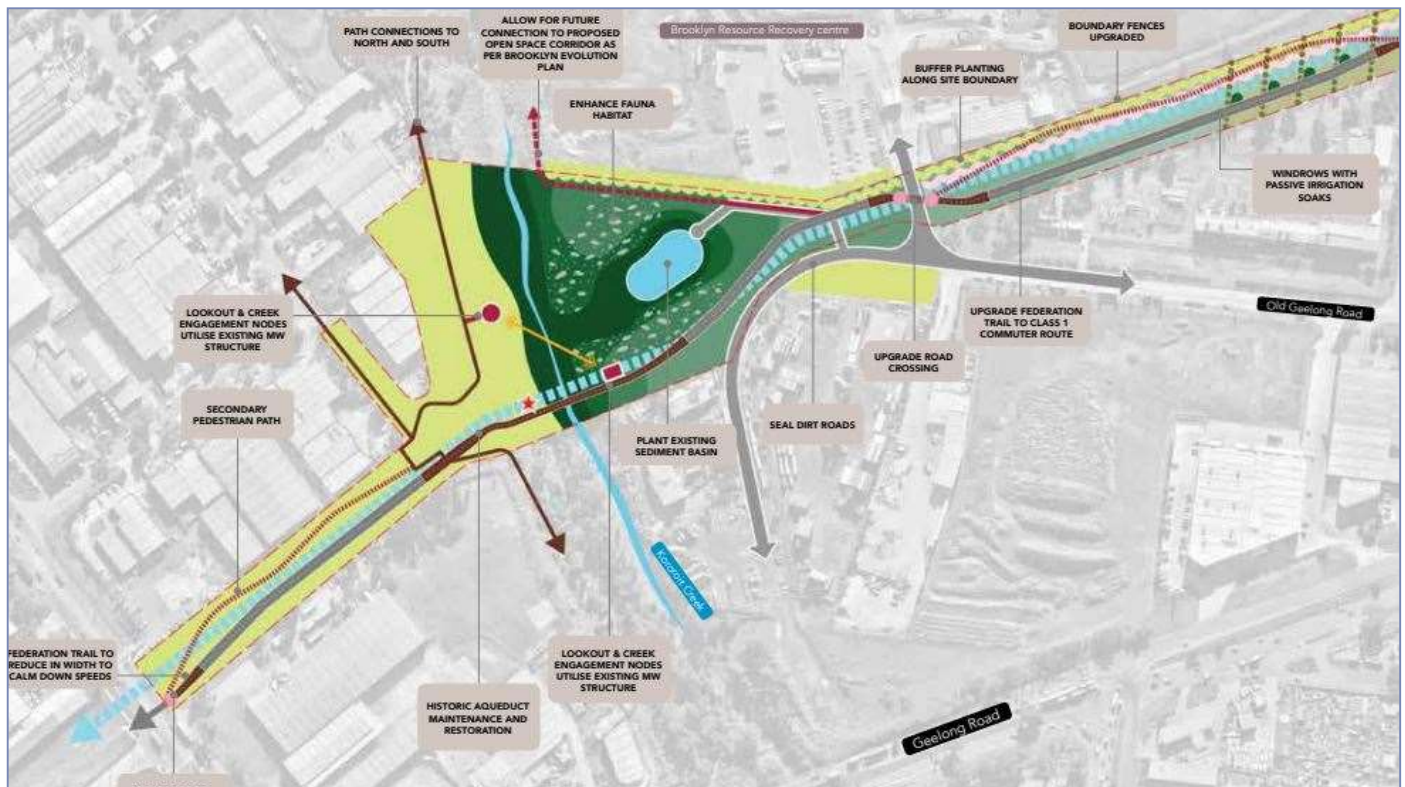 PATH CONNECTIONS TO
NORTH AND SOUTH
ALLOW FOR FUTURE
CONNECTION TO PROPOSED
OPEN SPACE CORRIDOR AS
PER BROOKLYN EVOLUTION
PLAN
Brooklyn Resource Recovery centre
BOUNDARY FENCES
UPGRADED
BUFFER PLANTING
ALONG SITE BOUNDARY
ENHANCE FAUNA
HABITAT
WINDROWS WITH
PASSIVE IRRIGATION
SOAKS
LOOKOUT & CREEK
ENGAGEMENT NODES
UTILISE EXISTING MW
STRUCTURE
Old Geelong Road
UPGRADE FEDERATION
TRAIL TO CLASS 1
COMMUTER ROUTE
UPGRADE ROAD
CROSSING
SECONDARY
PEDESTRIAN PATH
SEAL DIRT ROADS
PLANT EXISTING
SEDIMENT BASIN
Kororoit Creek
FEDERATION TRAIL TO
REDUCE IN WIDTH TO
CALM DOWN SPEEDS
LOOKOUT & CREEK
ENGAGEMENT NODES
UTILISE EXISTING MW
STRUCTURE
HISTORIC AQUEDUCT
MAINTENANCE AND
RESTORATION
Geelong Road